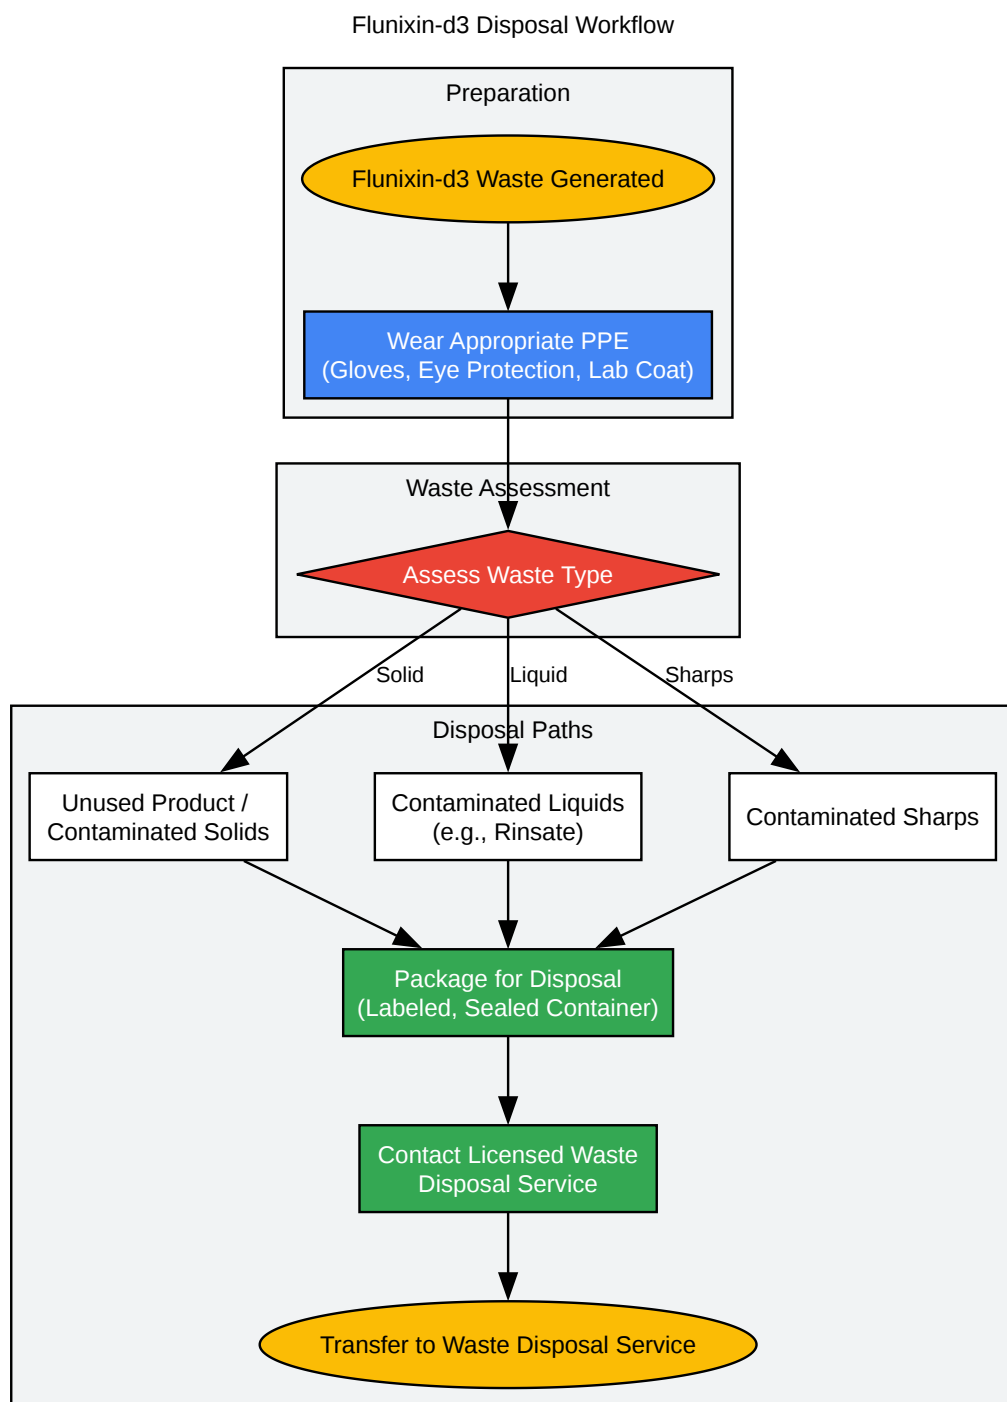 Flunixin-d3 Disposal Workflow
Preparation
Flunixin-d3 Waste Generated
Wear Appropriate PPE
(Gloves, Eye Protection, Lab Coat)
Waste Assessment
Assess Waste Type
Solid
Liquid
Sharps
Disposal Paths
Unused Product /
Contaminated Solids
Contaminated Liquids
(e.g., Rinsate)
Contaminated Sharps
Package for Disposal
(Labeled, Sealed Container)
Contact Licensed Waste
Disposal Service
Transfer to Waste Disposal Service